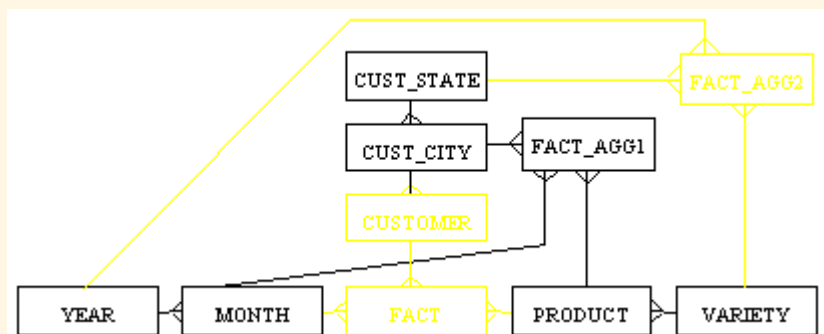 CUST_STATE
FACT_AGG2
CUST_CITY
FACT_AGG1
CUSTOMER
YEAR
MONTH
FACT
PRODUCT
VARIETY